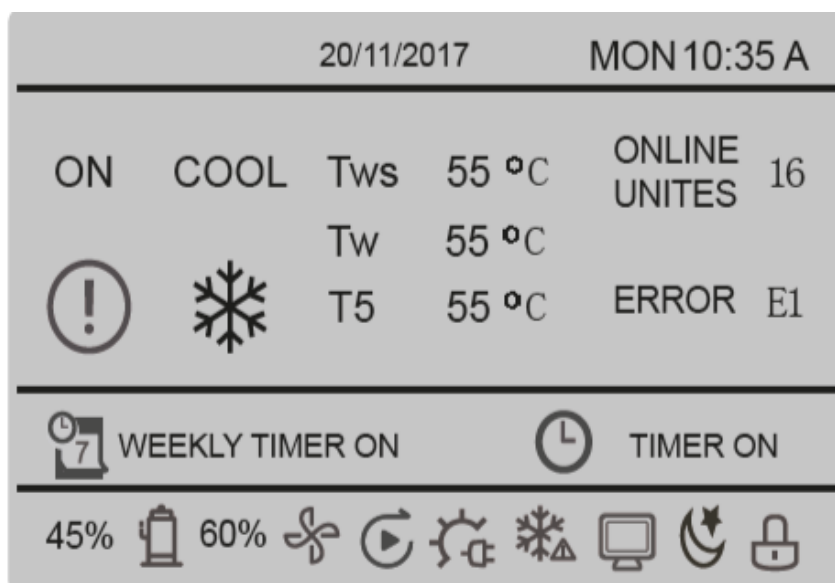 20/11/2017 MON 10:35 A
ON COOL Tws 55 °C ONLINE UNITES 16
Tw 55 °C
T5 55 °C ERROR E1
7 WEEKLY TIMER ON TIMER ON
45% 60%